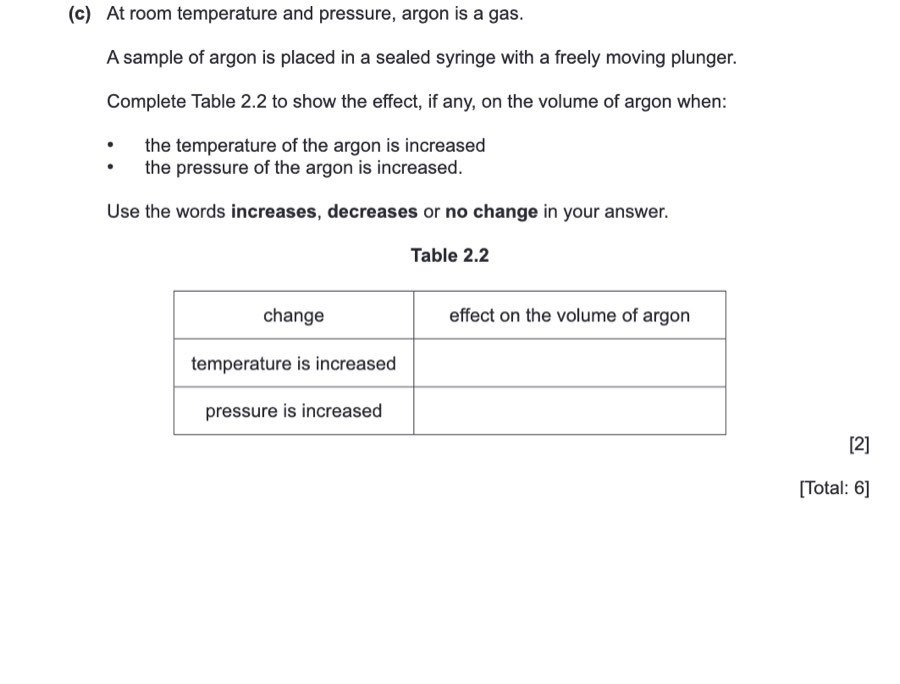 (c) At room temperature and pressure, argon is a gas.
A sample of argon is placed in a sealed syringe with a freely moving plunger.
Complete Table 2.2 to show the effect, if any, on the volume of argon when:
• the temperature of the argon is increased
• the pressure of the argon is increased.
Use the words increases, decreases or no change in your answer.
Table 2.2
change effect on the volume of argon
temperature is increased
pressure is increased
[2]
[Total: 6]